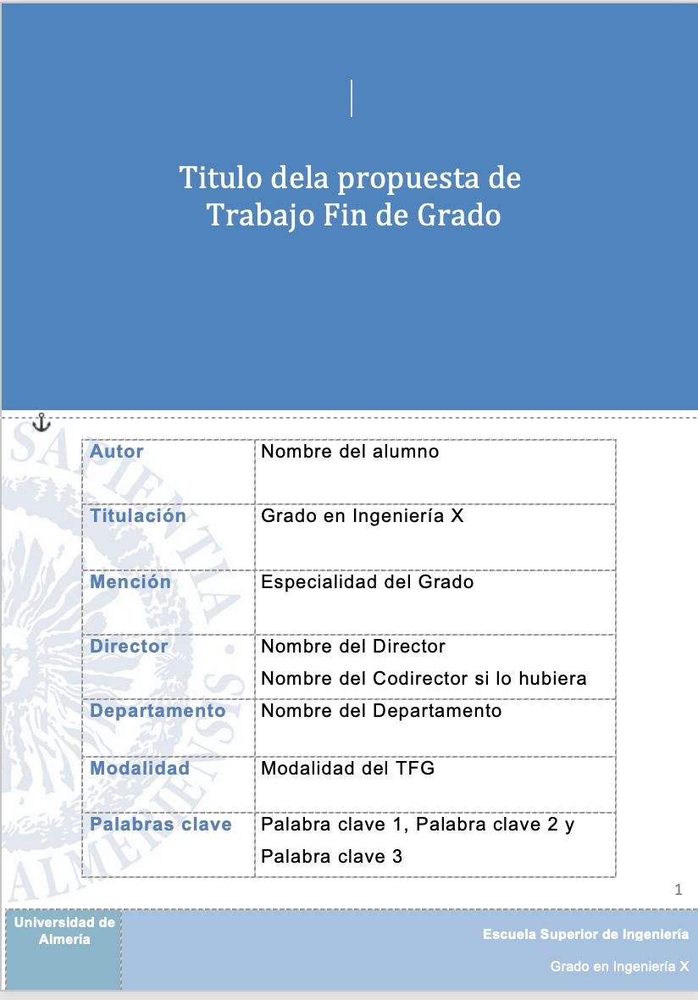 Titulo dela propuesta de
Trabajo Fin de Grado
SAPIENTIA
ALMERIENSIS
Autor
Nombre del alumno
Titulación
Grado en Ingeniería X
Mención
Especialidad del Grado
Director
Nombre del Director
Nombre del Codirector si lo hubiera
Departamento
Nombre del Departamento
Modalidad
Modalidad del TFG
Palabras clave
Palabra clave 1, Palabra clave 2 y
Palabra clave 3
1
Universidad de
Almería
Escuela Superior de Ingeniería
Grado en Ingeniería X